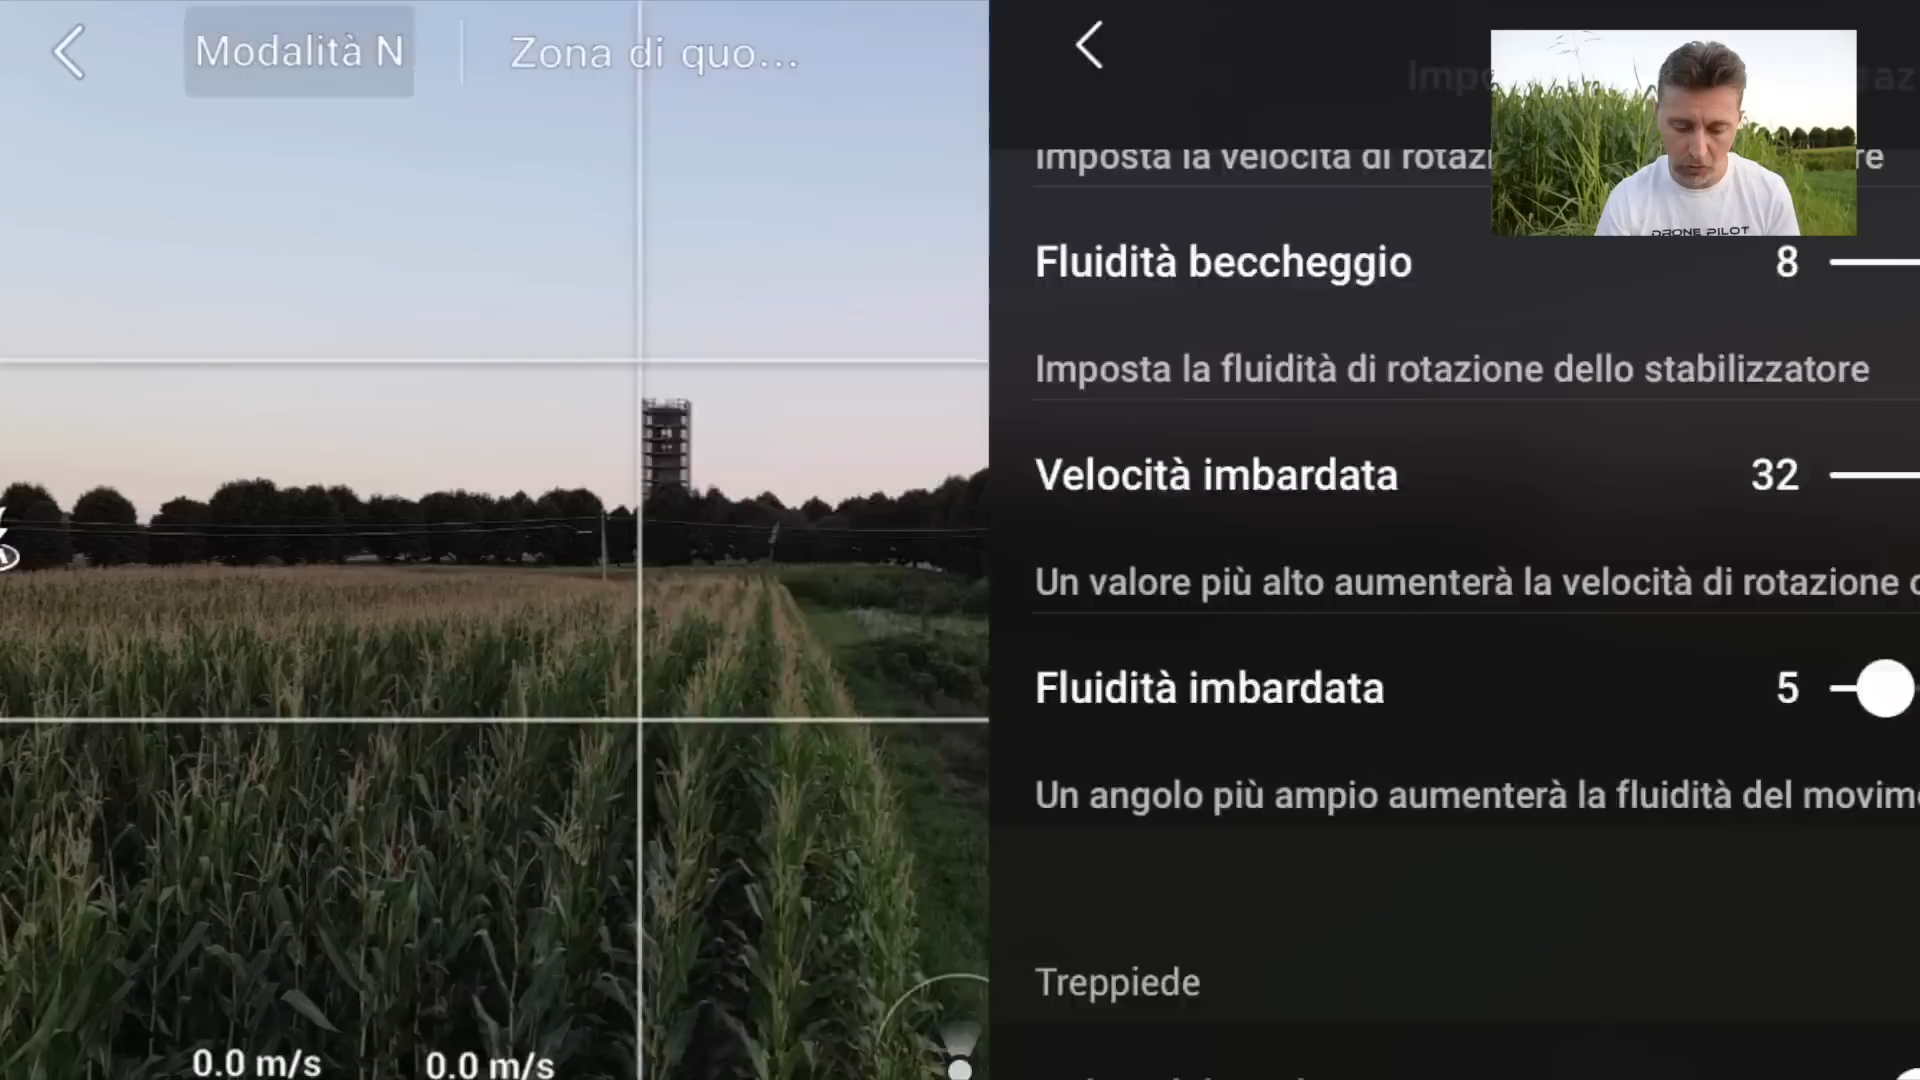 Modalità N
Zona di quo...
Imposta la velocità di rotazi
re
Fluidità beccheggio
8
Imposta la fluidità di rotazione dello stabilizzatore
Velocità imbardata
32
Un valore più alto aumenterà la velocità di rotazione
Fluidità imbardata
5
Un angolo più ampio aumenterà la fluidità del movim
Treppiede
0.0 m/s
0.0 m/s
DRONE PILOT